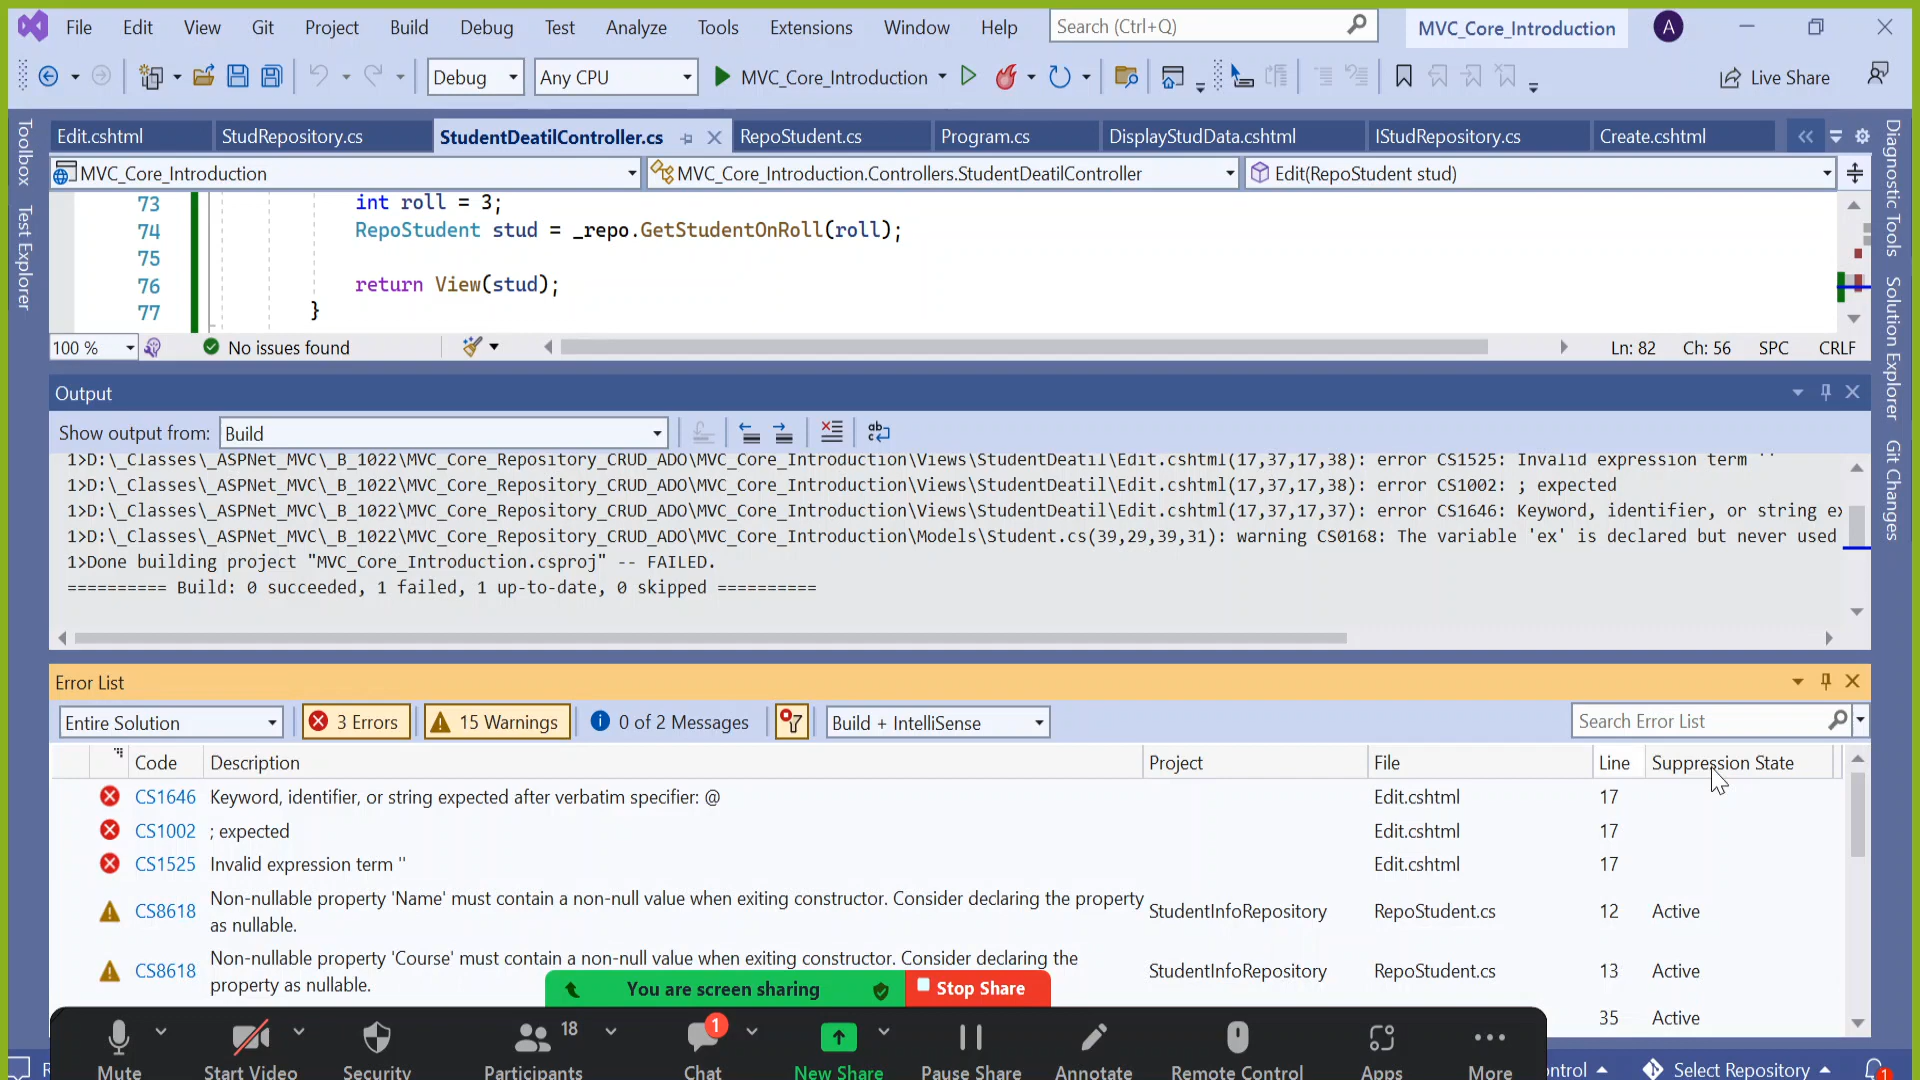 File Edit View Git Project Build Debug Test Analyze Tools Extensions Window Help Search (Ctrl+Q) MVC_Core_Introduction A
Debug Any CPU MVC_Core_Introduction Live Share
Toolbox
Test Explorer
Edit.cshtml StudRepository.cs StudentDeatilController.cs RepoStudent.cs Program.cs DisplayStudData.cshtml IStudRepository.cs Create.cshtml
MVC_Core_Introduction MVC_Core_Introduction.Controllers.StudentDeatilController Edit(RepoStudent stud)
73 int roll = 3;
74 RepoStudent stud = _repo.GetStudentOnRoll(roll);
75
76 return View(stud);
77 }
100 % No issues found Ln: 82 Ch: 56 SPC CRLF
Diagnostic Tools
Solution Explorer
Git Changes
Output
Show output from: Build
1>D:\_Classes\_ASPNet_MVC\_B_1022\MVC_Core_Repository_CRUD_ADO\MVC_Core_Introduction\Views\StudentDeatil\Edit.cshtml(17,37,17,38): error CS1525: Invalid expression term ''
1>D:\_Classes\_ASPNet_MVC\_B_1022\MVC_Core_Repository_CRUD_ADO\MVC_Core_Introduction\Views\StudentDeatil\Edit.cshtml(17,37,17,38): error CS1002: ; expected
1>D:\_Classes\_ASPNet_MVC\_B_1022\MVC_Core_Repository_CRUD_ADO\MVC_Core_Introduction\Views\StudentDeatil\Edit.cshtml(17,37,17,37): error CS1646: Keyword, identifier, or string ex
1>D:\_Classes\_ASPNet_MVC\_B_1022\MVC_Core_Repository_CRUD_ADO\MVC_Core_Introduction\Models\Student.cs(39,29,39,31): warning CS0168: The variable 'ex' is declared but never used
1>Done building project "MVC_Core_Introduction.csproj" -- FAILED.
========== Build: 0 succeeded, 1 failed, 1 up-to-date, 0 skipped ==========
Error List
Entire Solution 3 Errors 15 Warnings 0 of 2 Messages Build + IntelliSense Search Error List
Code Description Project File Line Suppression State
CS1646 Keyword, identifier, or string expected after verbatim specifier: @ Edit.cshtml 17
CS1002 ; expected Edit.cshtml 17
CS1525 Invalid expression term '' Edit.cshtml 17
CS8618 Non-nullable property 'Name' must contain a non-null value when exiting constructor. Consider declaring the property
as nullable. StudentInfoRepository RepoStudent.cs 12 Active
CS8618 Non-nullable property 'Course' must contain a non-null value when exiting constructor. Consider declaring the
property as nullable. StudentInfoRepository RepoStudent.cs 13 Active
35 Active
You are screen sharing Stop Share
18 1
Mute Start Video Security Participants Chat New Share Pause Share Annotate Remote Control Apps More
R ontrol Select Repository 1